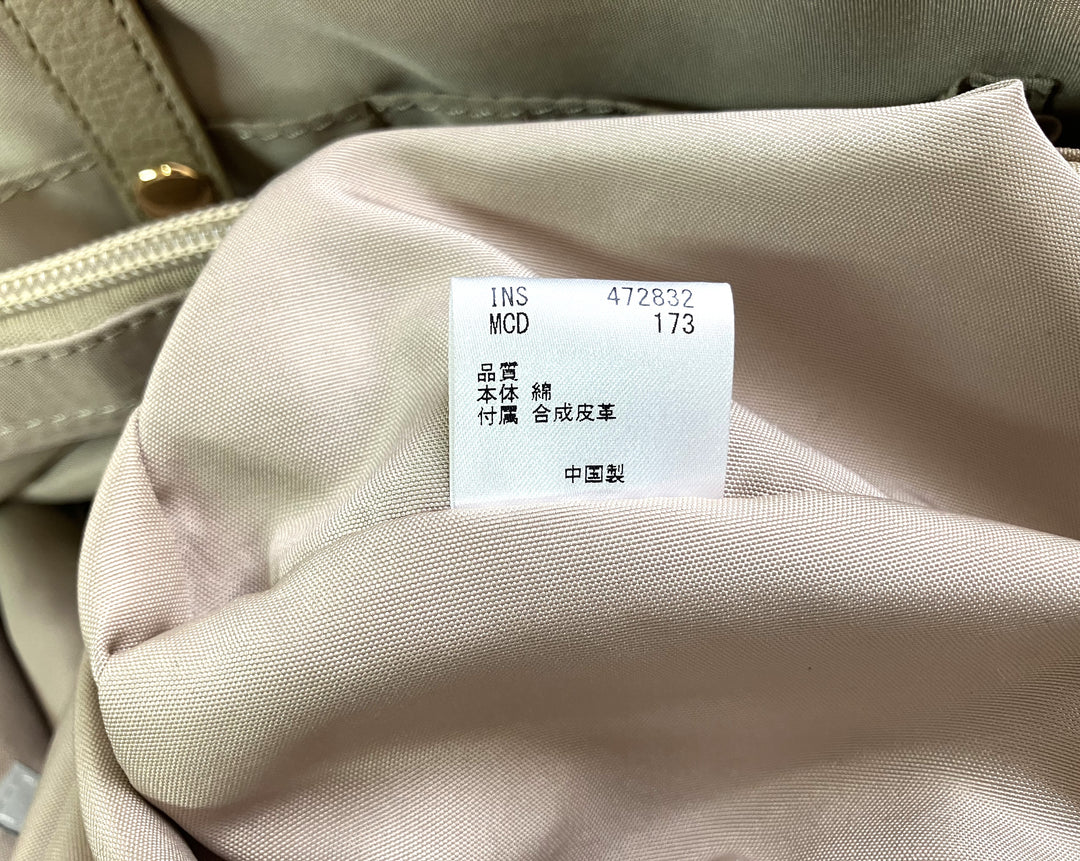 INS 472832
MCD 173
品質
本体 綿
付属 合成皮革
中国製